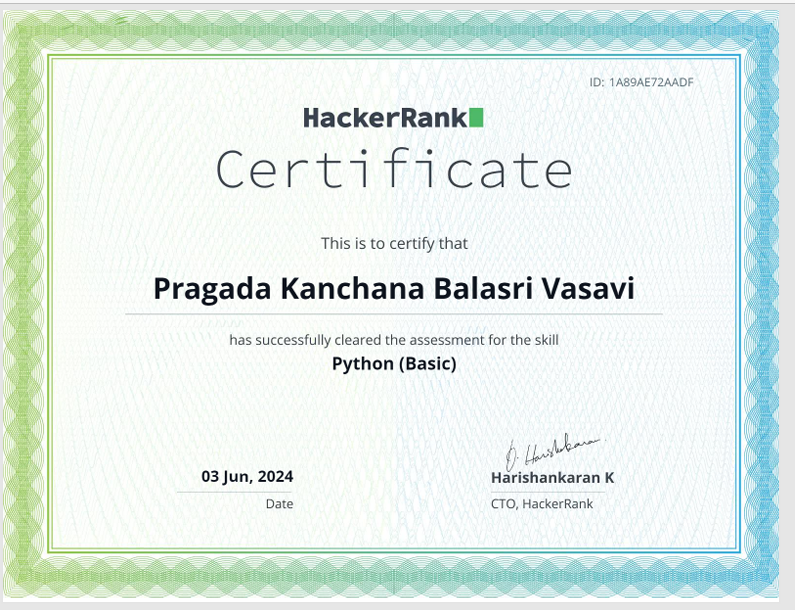 ID: 1A89AE72AADF
HackerRank
Certificate
This is to certify that
Pragada Kanchana Balasri Vasavi
has successfully cleared the assessment for the skill
Python (Basic)
03 Jun, 2024
Date
Harishankaran K
CTO, HackerRank